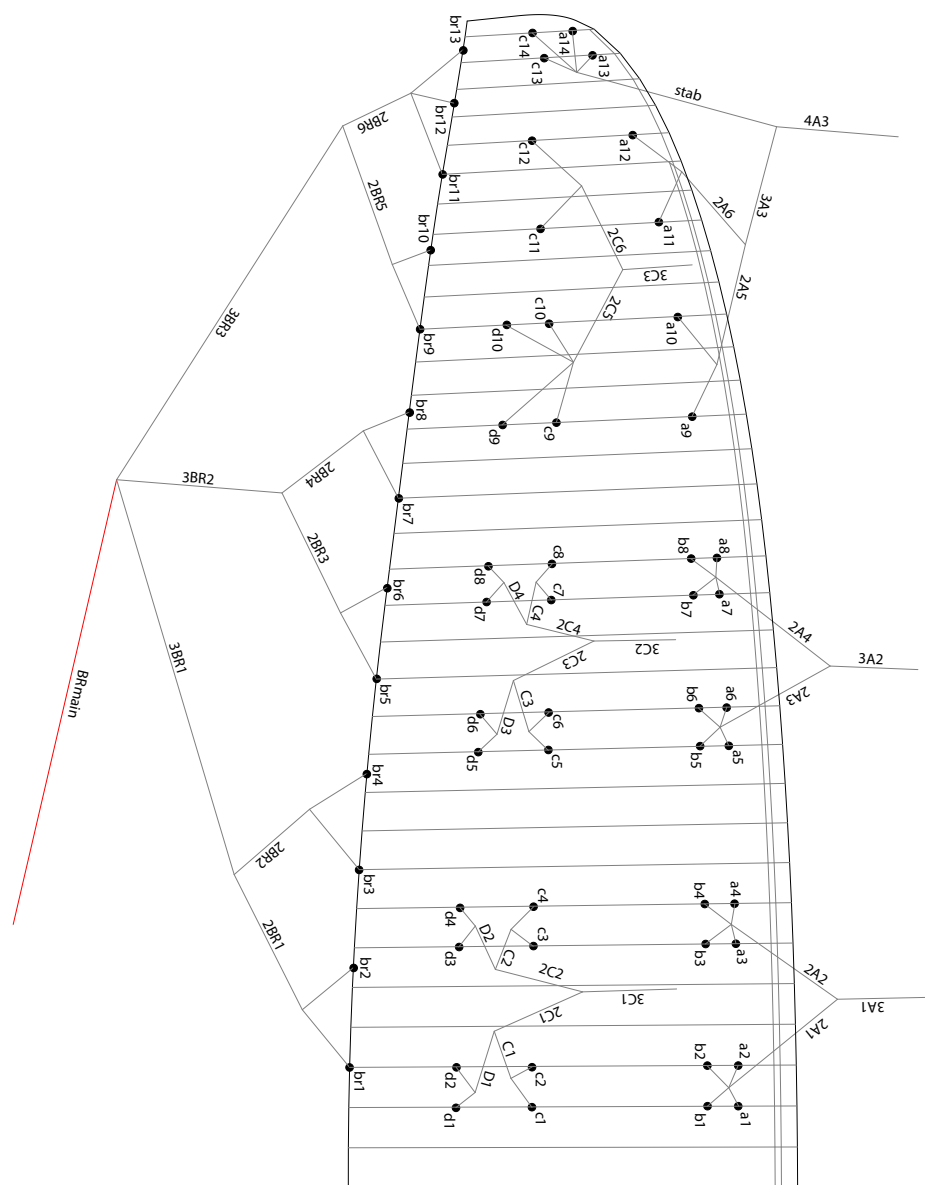 br13
c14
a14
c13
a13
stab
4A3
2BR6
br12
c12
a12
br11
2BR5
2A6
3A3
br10
c11
a11
2C6
3C3
2A5
3BR3
br9
d10
c10
2C5
a10
br8
d9
c9
a9
3BR2
2BR4
br7
2BR3
br6
d8
c8
b8
a8
D4
C4
d7
c7
b7
a7
2C4
3C2
2A4
3A2
3BR1
BRmain
br5
2C3
2A3
C3
D3
d6
c6
b6
a6
d5
c5
b5
a5
br4
2BR2
br3
d4
c4
b4
a4
D2
C2
d3
c3
b3
a3
2BR1
br2
2C2
3C1
2A2
3A1
2C1
2A1
C1
D1
br1
d2
c2
b2
a2
d1
c1
b1
a1